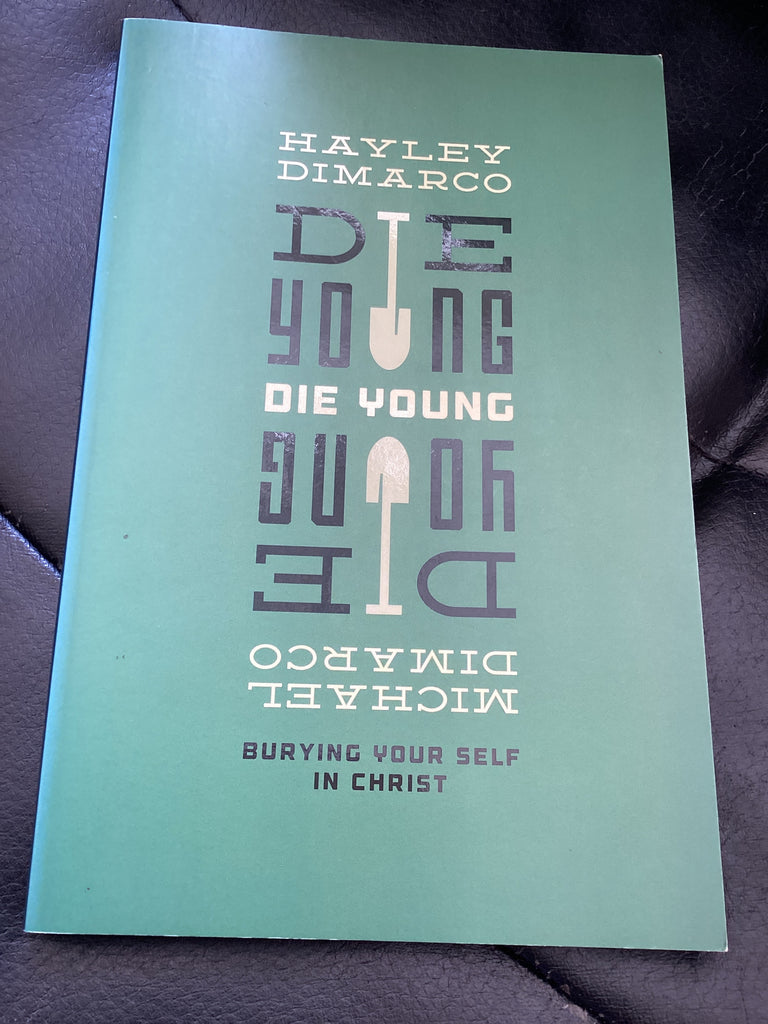 HAYLEY
DIMARCO
DIE
YOUNG
DIE YOUNG
YOUNG
DIE
DIMARCO
MICHAEL
BURYING YOUR SELF
IN CHRIST